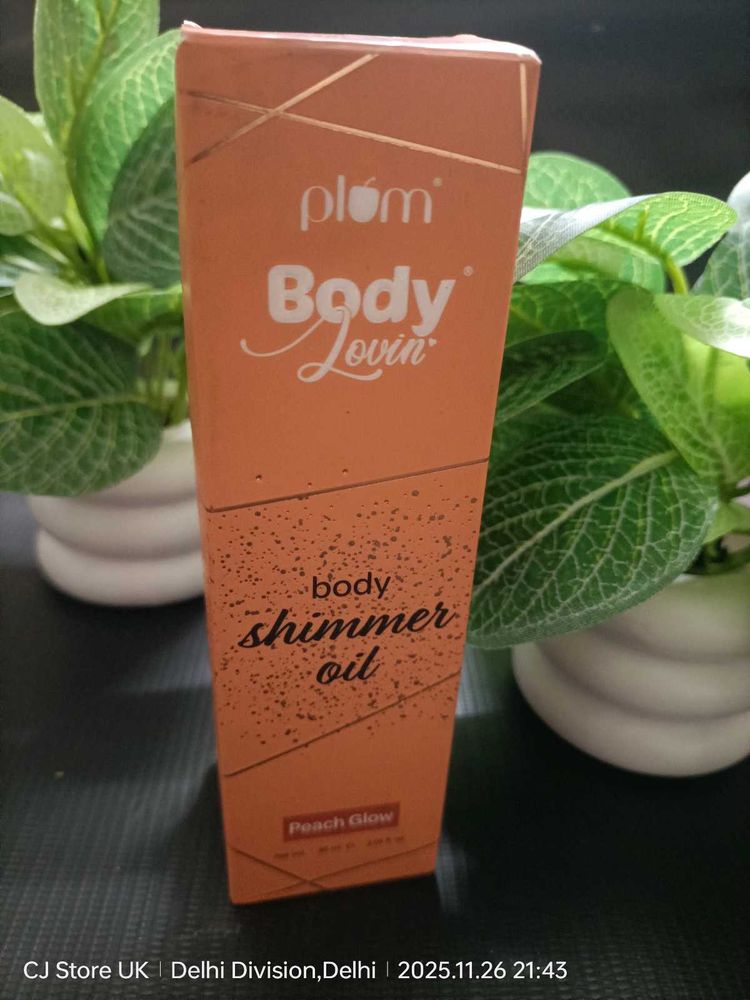 plum®
Body®
Lovin'
body
shimmer
oil
Peach Glow
CJ Store UK | Delhi Division,Delhi | 2025.11.26 21:43